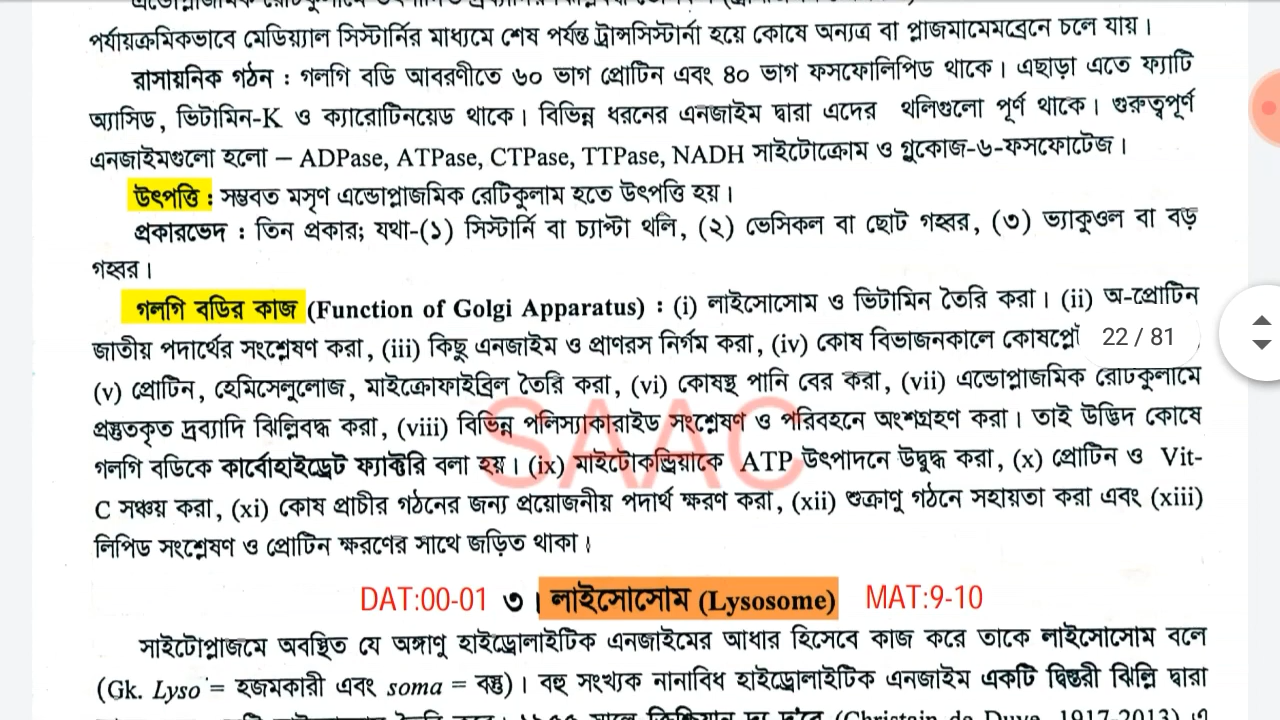 পর্যায়ক্রমিকভাবে মেডিয়্যাল সিস্টার্নির মাধ্যমে শেষ পর্যন্ত ট্রান্সসিস্টার্না হয়ে কোষে অন্যত্র বা প্লাজমামেমব্রেনে চলে যায়।
রাসায়নিক গঠন : গলগি বডি আবরণীতে ৬০ ভাগ প্রোটিন এবং ৪০ ভাগ ফসফোলিপিড থাকে। এছাড়া এতে ফ্যাটি
অ্যাসিড, ভিটামিন-K ও ক্যারোটিনয়েড থাকে। বিভিন্ন ধরনের এনজাইম দ্বারা এদের থলিগুলো পূর্ণ থাকে। গুরুত্বপূর্ণ
এনজাইমগুলো হলো – ADPase, ATPase, CTPase, TTPase, NADH সাইটোক্রোম ও গ্লুকোজ-৬-ফসফোটেজ।
উৎপত্তি : সম্ভবত মসৃণ এন্ডোপ্লাজমিক রেটিকুলাম হতে উৎপত্তি হয়।
প্রকারভেদ : তিন প্রকার; যথা-(১) সিস্টার্নি বা চ্যাপ্টা থলি, (২) ভেসিকল বা ছোট গহ্বর, (৩) ভ্যাকুওল বা বড়
গহ্বর।
গলগি বডির কাজ (Function of Golgi Apparatus) : (i) লাইসোসোম ও ভিটামিন তৈরি করা। (ii) অ-প্রোটিন
জাতীয় পদার্থের সংশ্লেষণ করা, (iii) কিছু এনজাইম ও প্রাণরস নির্গম করা, (iv) কোষ বিভাজনকালে কোষপ্লে
22 / 81
(v) প্রোটিন, হেমিসেলুলোজ, মাইক্রোফাইব্রিল তৈরি করা, (vi) কোষস্থ পানি বের করা, (vii) এন্ডোপ্লাজমিক রেটিকুলামে
প্রস্তুতকৃত দ্রব্যাদি ঝিল্লিবদ্ধ করা, (viii) বিভিন্ন পলিস্যাকারাইড সংশ্লেষণ ও পরিবহনে অংশগ্রহণ করা। তাই উদ্ভিদ কোষে
গলগি বডিকে কার্বোহাইড্রেট ফ্যাক্টরি বলা হয়। (ix) মাইটোকন্ড্রিয়াকে ATP উৎপাদনে উদ্বুদ্ধ করা, (x) প্রোটিন ও Vit-
SAAC
C সঞ্চয় করা, (xi) কোষ প্রাচীর গঠনের জন্য প্রয়োজনীয় পদার্থ ক্ষরণ করা, (xii) শুক্রাণু গঠনে সহায়তা করা এবং (xiii)
লিপিড সংশ্লেষণ ও প্রোটিন ক্ষরণের সাথে জড়িত থাকা।
DAT:00-01 ৩। লাইসোসোম (Lysosome) MAT:9-10
সাইটোপ্লাজমে অবস্থিত যে অঙ্গাণু হাইড্রোলাইটিক এনজাইমের আধার হিসেবে কাজ করে তাকে লাইসোসোম বলে
(Gk. Lyso = হজমকারী এবং soma = বস্তু)। বহু সংখ্যক নানাবিধ হাইড্রোলাইটিক এনজাইম একটি দ্বিস্তরী ঝিল্লি দ্বারা